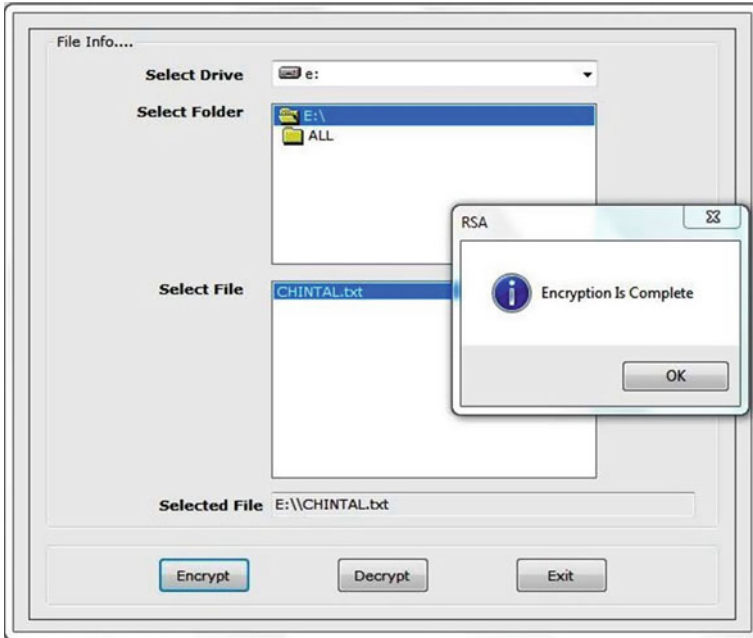 File Info....
Select Drive e:
Select Folder E:\
ALL
RSA
Encryption Is Complete
OK
Select File CHINTAL.txt
Selected File E:\\CHINTAL.txt
Encrypt Decrypt Exit